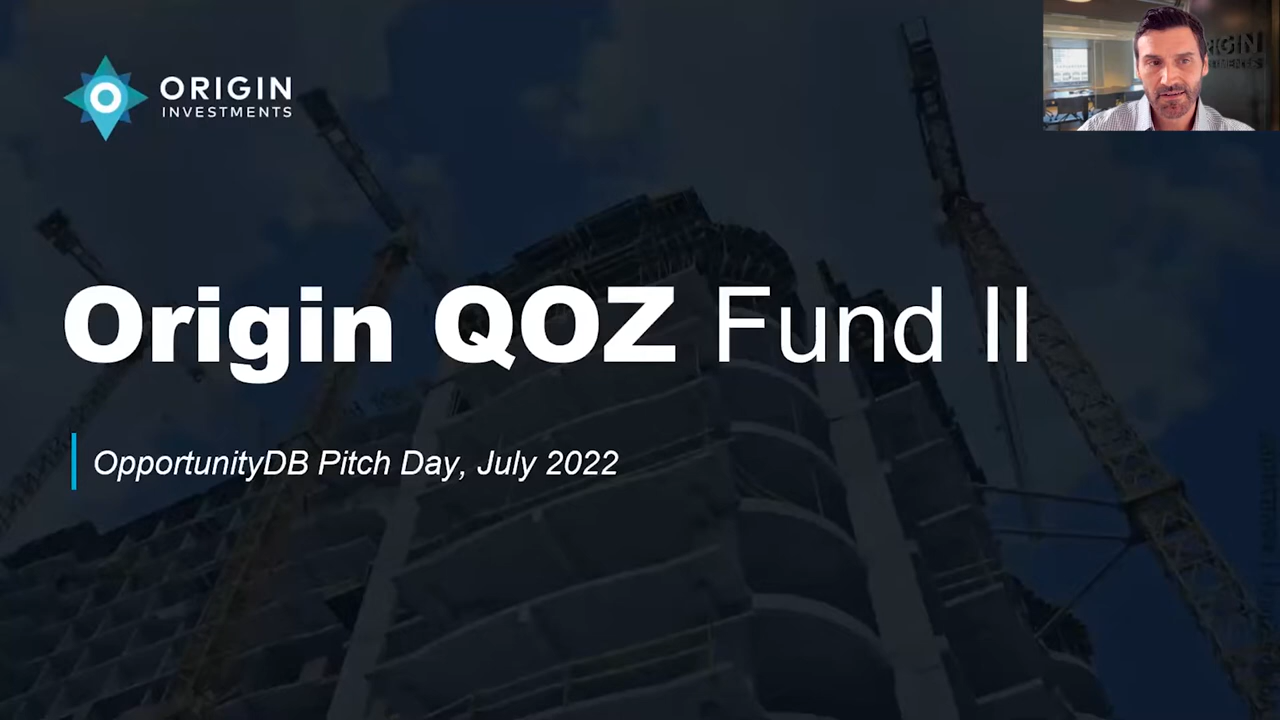 ORIGIN
INVESTMENTS
Origin QOZ Fund II
OpportunityDB Pitch Day, July 2022